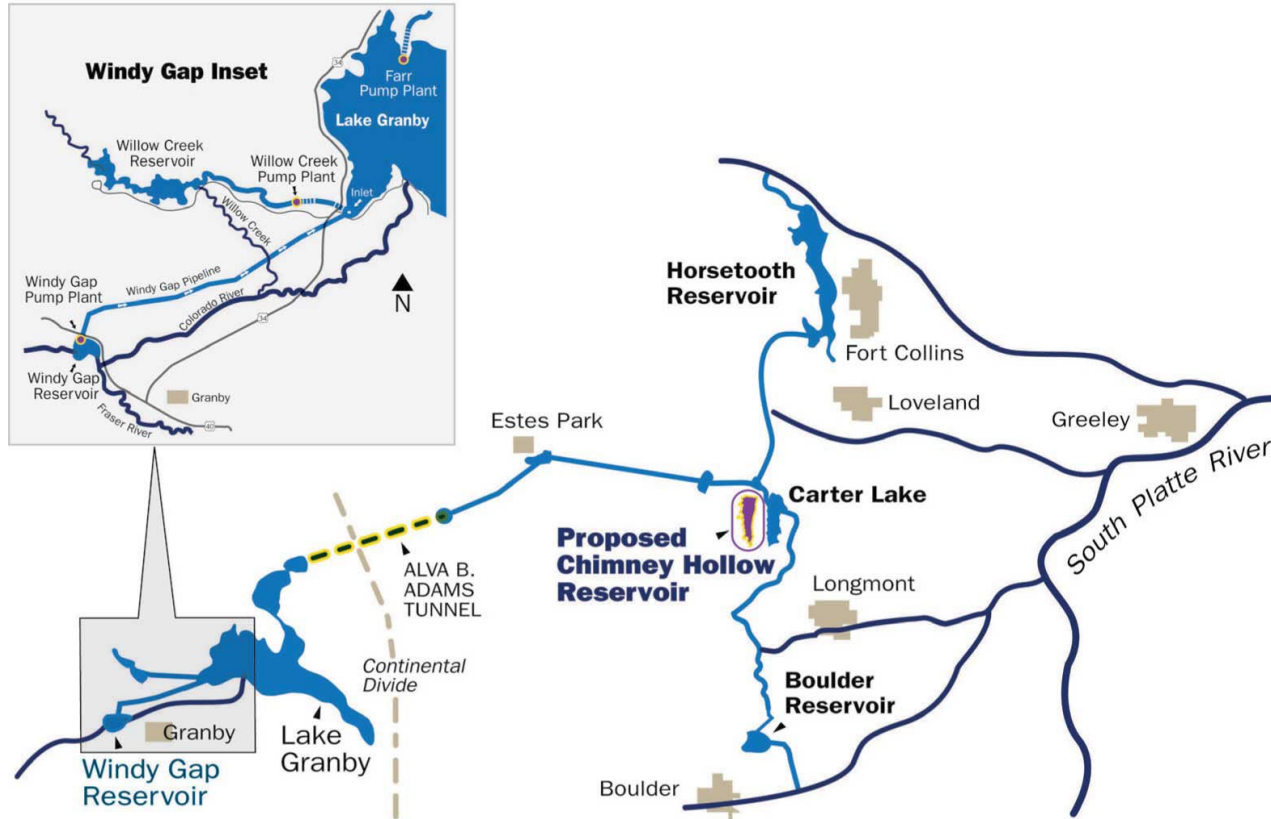 Windy Gap Inset
34
Farr
Pump Plant
Lake Granby
Willow Creek
Reservoir
Willow Creek
Pump Plant
Inlet
Willow Creek
Windy Gap
Pump Plant
Windy Gap Pipeline
Colorado River
N
34
Windy Gap
Reservoir
Granby
Fraser River
40
Horsetooth
Reservoir
Fort Collins
Loveland
Greeley
Estes Park
South Platte River
Carter Lake
Proposed
Chimney Hollow
Reservoir
ALVA B.
ADAMS
TUNNEL
Longmont
Continental
Divide
Boulder
Reservoir
Granby
Lake
Granby
Windy Gap
Reservoir
Boulder